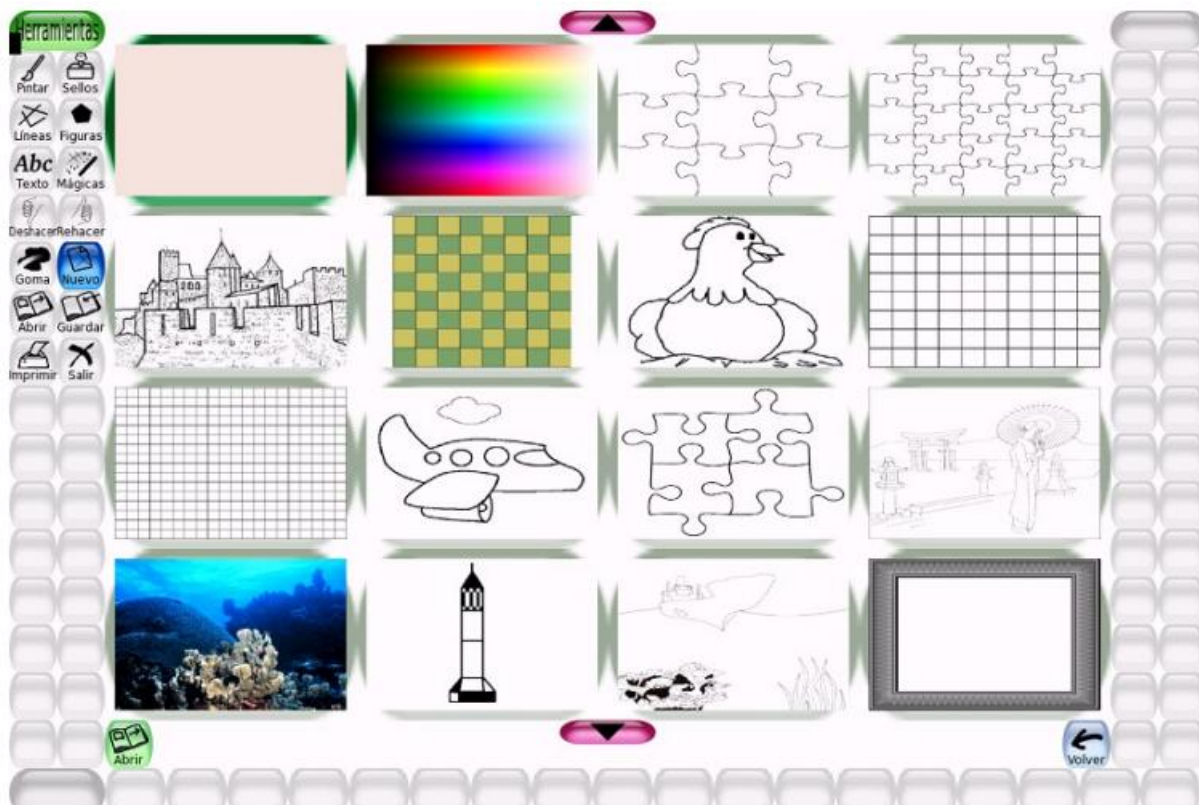 Herramientas
Pintar Sellos
Líneas Figuras
Abc
Texto Mágicas
Deshacer Rehacer
Goma Nuevo
Abrir Guardar
Imprimir Salir
Abrir
Volver